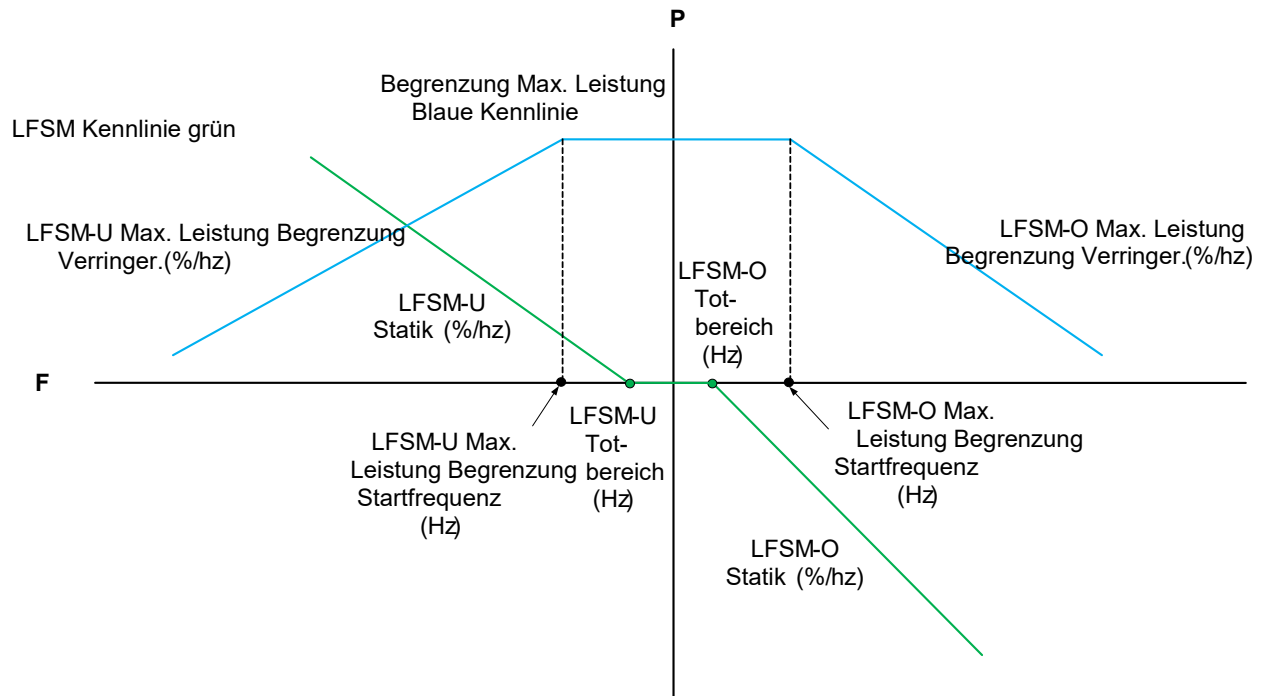 P
Begrenzung Max. Leistung
Blaue Kennlinie
LFSM Kennlinie grün
LFSM-U Max. Leistung Begrenzung
Verringer.(%/hz)
LFSM-O Max. Leistung
Begrenzung Verringer.(%/hz)
LFSM-O
Tot-
bereich
(Hz)
LFSM-U
Statik (%/hz)
F
LFSM-U Max.
Leistung Begrenzung
Startfrequenz
(Hz)
LFSM-U
Tot-
bereich
(Hz)
LFSM-O Max.
Leistung Begrenzung
Startfrequenz
(Hz)
LFSM-O
Statik (%/hz)